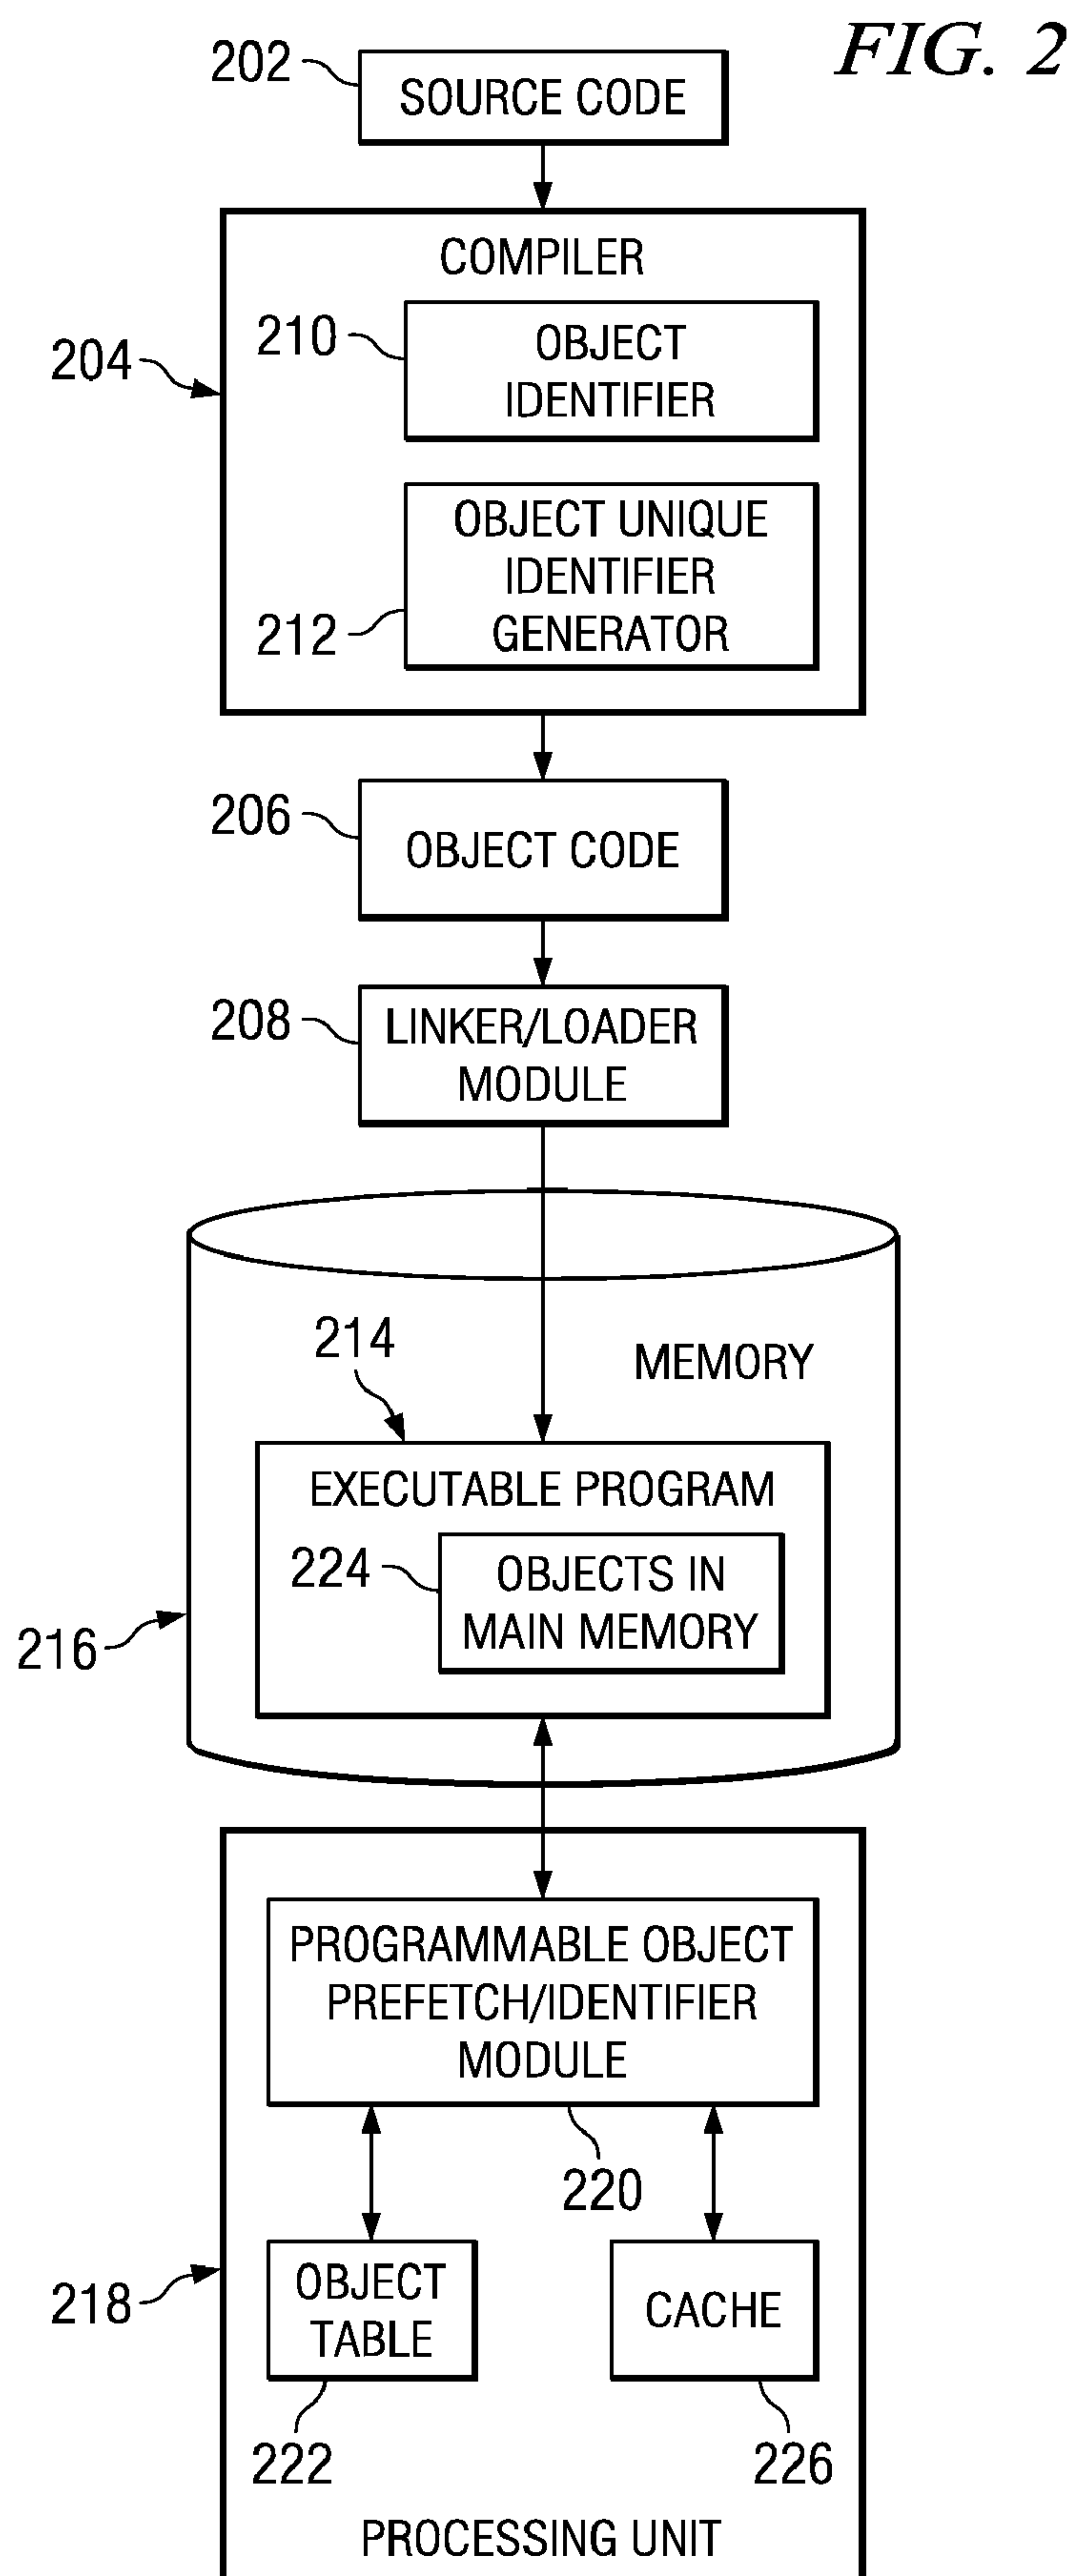 FIG. 2
202
SOURCE CODE
COMPILER
204
210
OBJECT
IDENTIFIER
OBJECT UNIQUE
IDENTIFIER
GENERATOR
212
206
OBJECT CODE
208
LINKER/LOADER
MODULE
214
MEMORY
EXECUTABLE PROGRAM
224
OBJECTS IN
MAIN MEMORY
216
PROGRAMMABLE OBJECT
PREFETCH/IDENTIFIER
MODULE
220
218
OBJECT
TABLE
CACHE
222
226
PROCESSING UNIT